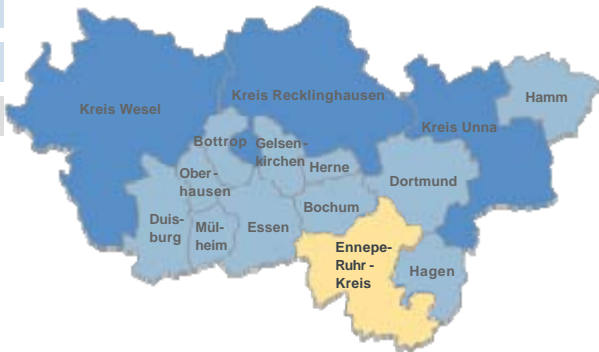 Kreis Recklinghausen
Hamm
Kreis Wesel
Kreis Unna
Bottrop
Gelsen-
kirchen
Herne
Ober-
hausen
Dortmund
Bochum
Duis-
burg
Mül-
heim
Essen
Ennepe-
Ruhr -
Kreis
Hagen